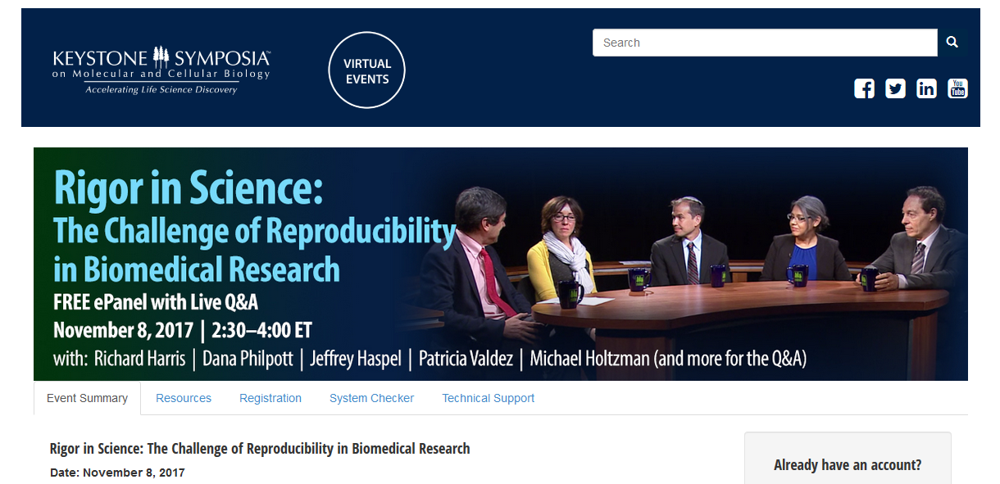 KEYSTONE SYMPOSIA™
on Molecular and Cellular Biology
Accelerating Life Science Discovery
VIRTUAL
EVENTS
Search
You
Tube
Rigor in Science:
The Challenge of Reproducibility
in Biomedical Research
FREE ePanel with Live Q&A
November 8, 2017 | 2:30–4:00 ET
with: Richard Harris | Dana Philpott | Jeffrey Haspel | Patricia Valdez | Michael Holtzman (and more for the Q&A)
Event Summary
Resources
Registration
System Checker
Technical Support
Rigor in Science: The Challenge of Reproducibility in Biomedical Research
Date: November 8, 2017
Already have an account?